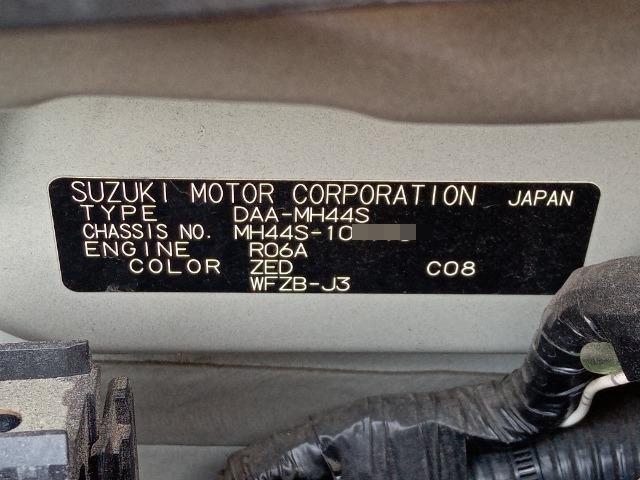 SUZUKI MOTOR CORPORATION JAPAN
TYPE DAA-MH44S
CHASSIS NO. MH44S-10
ENGINE R06A
COLOR ZED C08
WFZB-J3